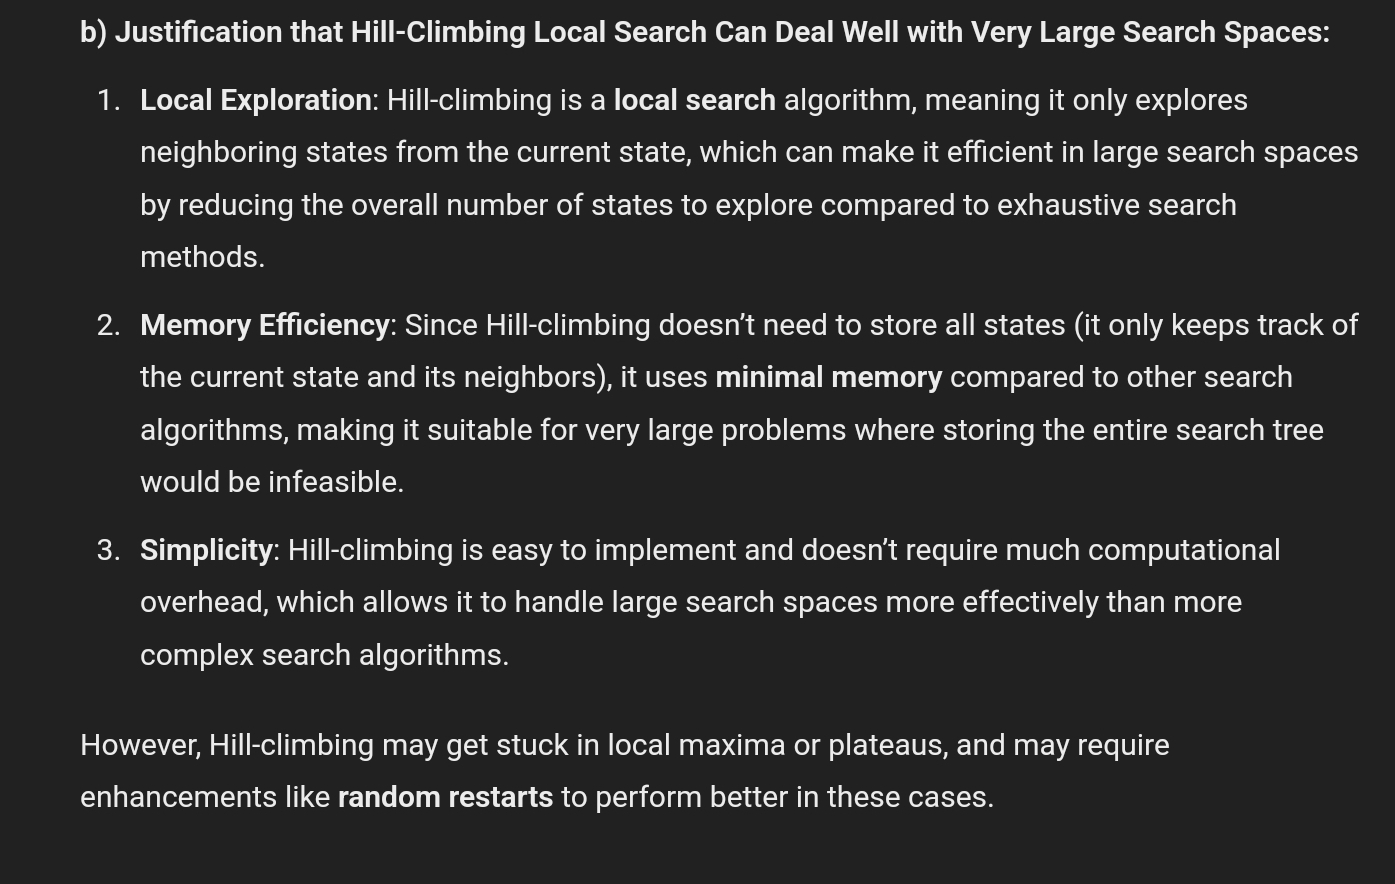 b) Justification that Hill-Climbing Local Search Can Deal Well with Very Large Search Spaces:
1. Local Exploration: Hill-climbing is a local search algorithm, meaning it only explores
neighboring states from the current state, which can make it efficient in large search spaces
by reducing the overall number of states to explore compared to exhaustive search
methods.
2. Memory Efficiency: Since Hill-climbing doesn’t need to store all states (it only keeps track of
the current state and its neighbors), it uses minimal memory compared to other search
algorithms, making it suitable for very large problems where storing the entire search tree
would be infeasible.
3. Simplicity: Hill-climbing is easy to implement and doesn’t require much computational
overhead, which allows it to handle large search spaces more effectively than more
complex search algorithms.
However, Hill-climbing may get stuck in local maxima or plateaus, and may require
enhancements like random restarts to perform better in these cases.